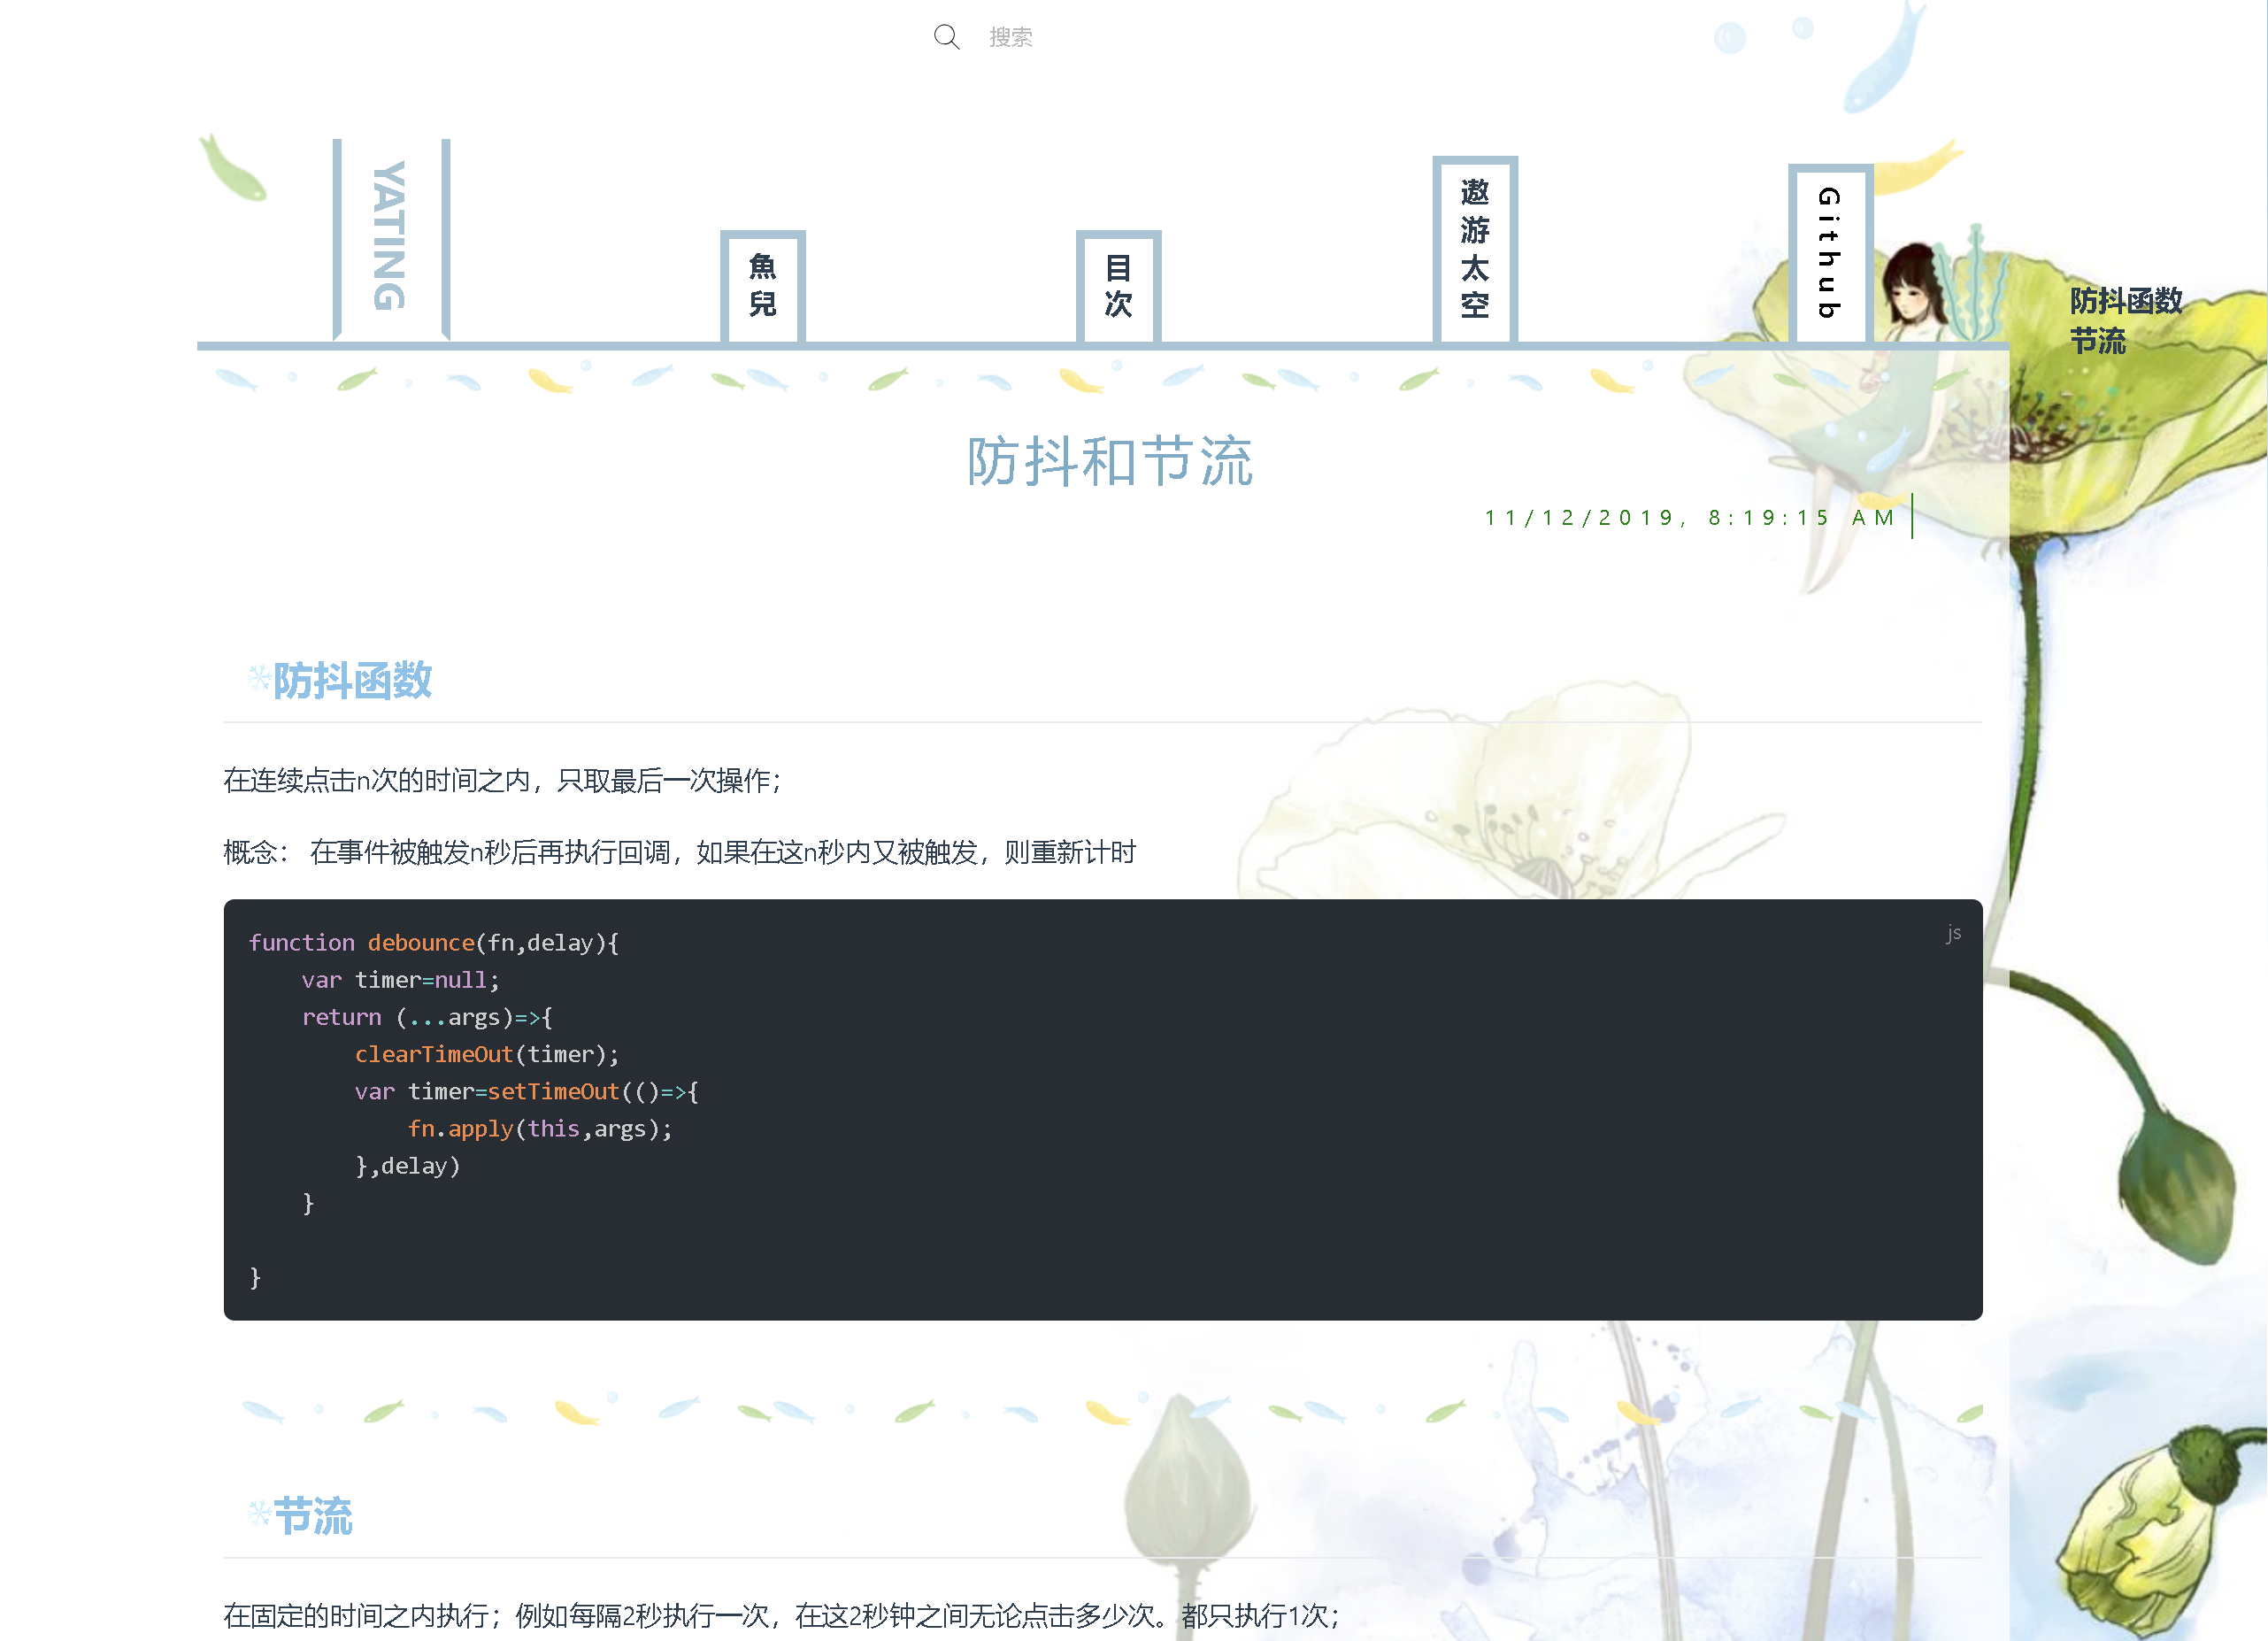 搜索
YATING
魚兒
目次
遨游太空
Github
防抖函数
节流
防抖和节流
11/12/2019, 8:19:15 AM
防抖函数
在连续点击n次的时间之内，只取最后一次操作；
概念： 在事件被触发n秒后再执行回调，如果在这n秒内又被触发，则重新计时
js
function debounce(fn,delay){
    var timer=null;
    return (...args)=>{
        clearTimeOut(timer);
        var timer=setTimeOut(()=>{
            fn.apply(this,args);
        },delay)
    }
}
节流
在固定的时间之内执行；例如每隔2秒执行一次，在这2秒钟之间无论点击多少次。都只执行1次；